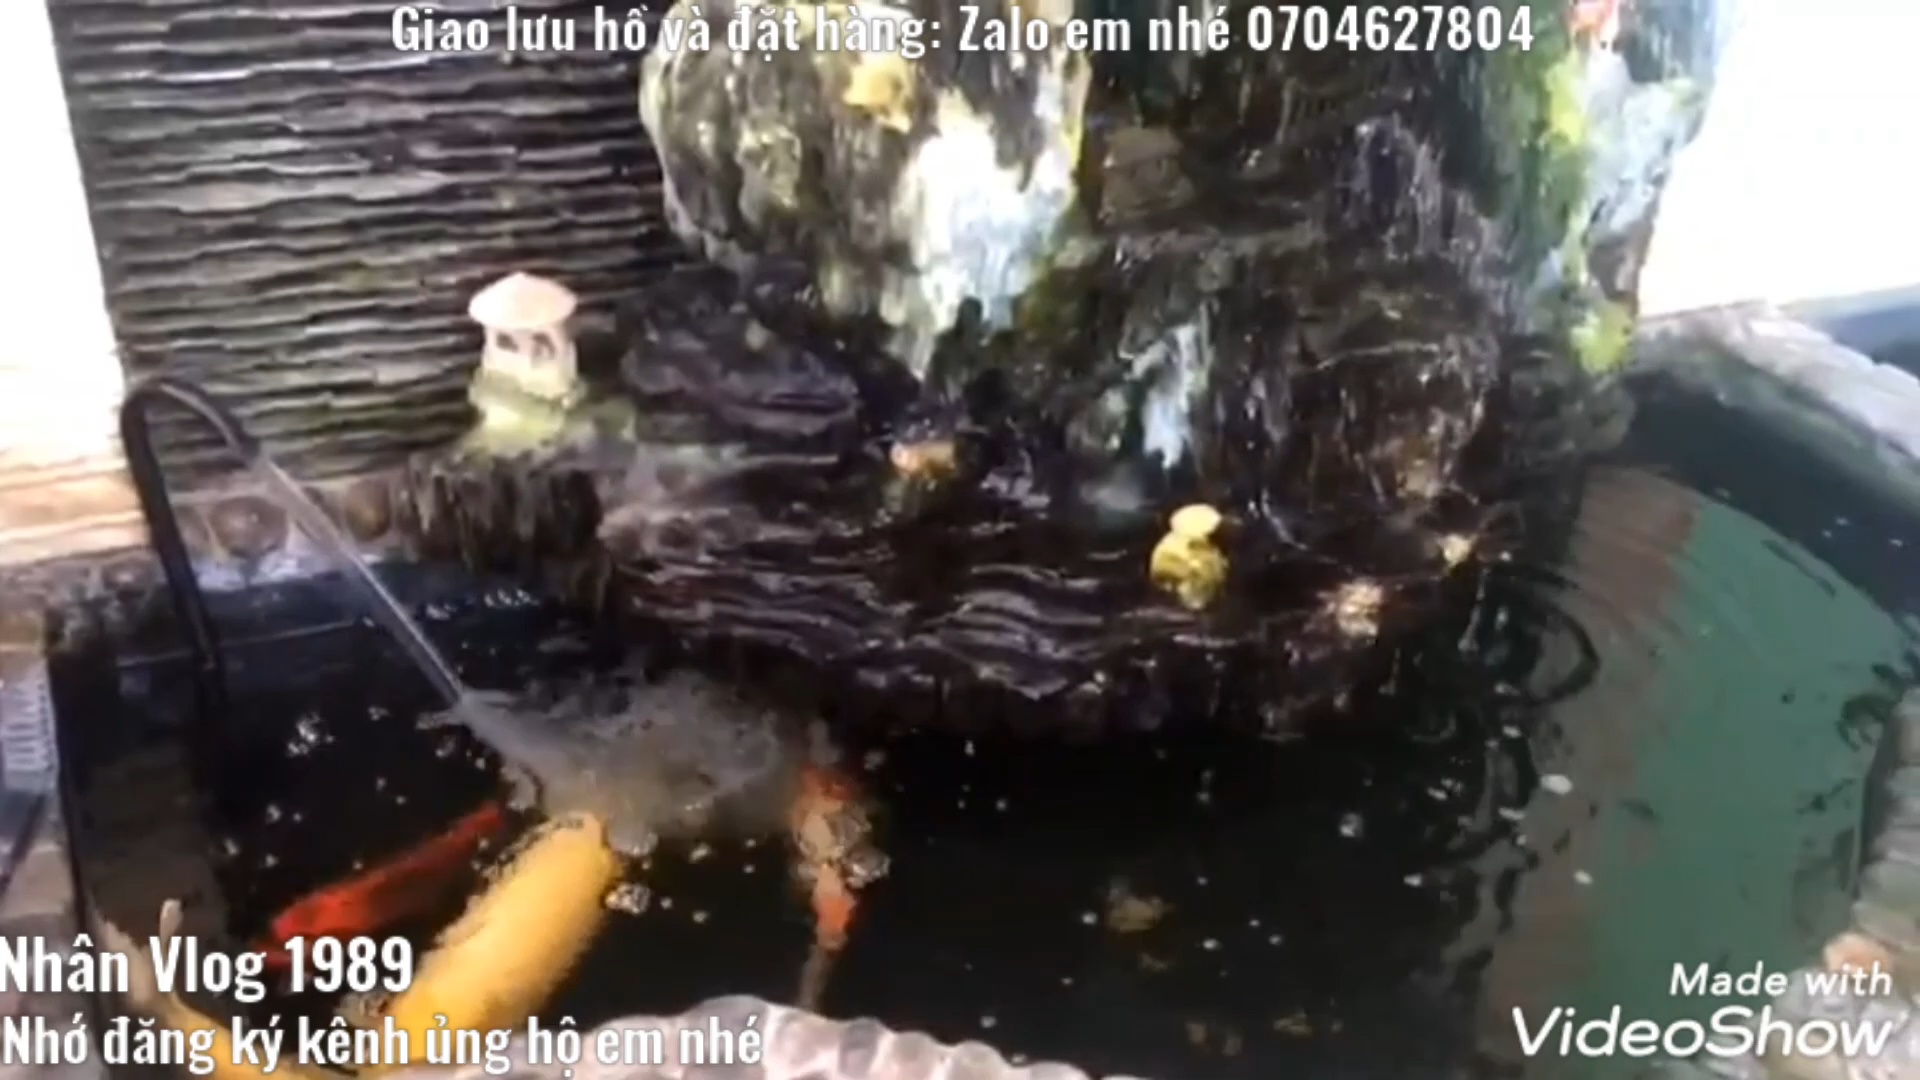 Giao lưu hồ và đặt hàng: Zalo em nhé 0704627804
Nhân Vlog 1989
Nhớ đăng ký kênh ủng hộ em nhé
Made with
VideoShow